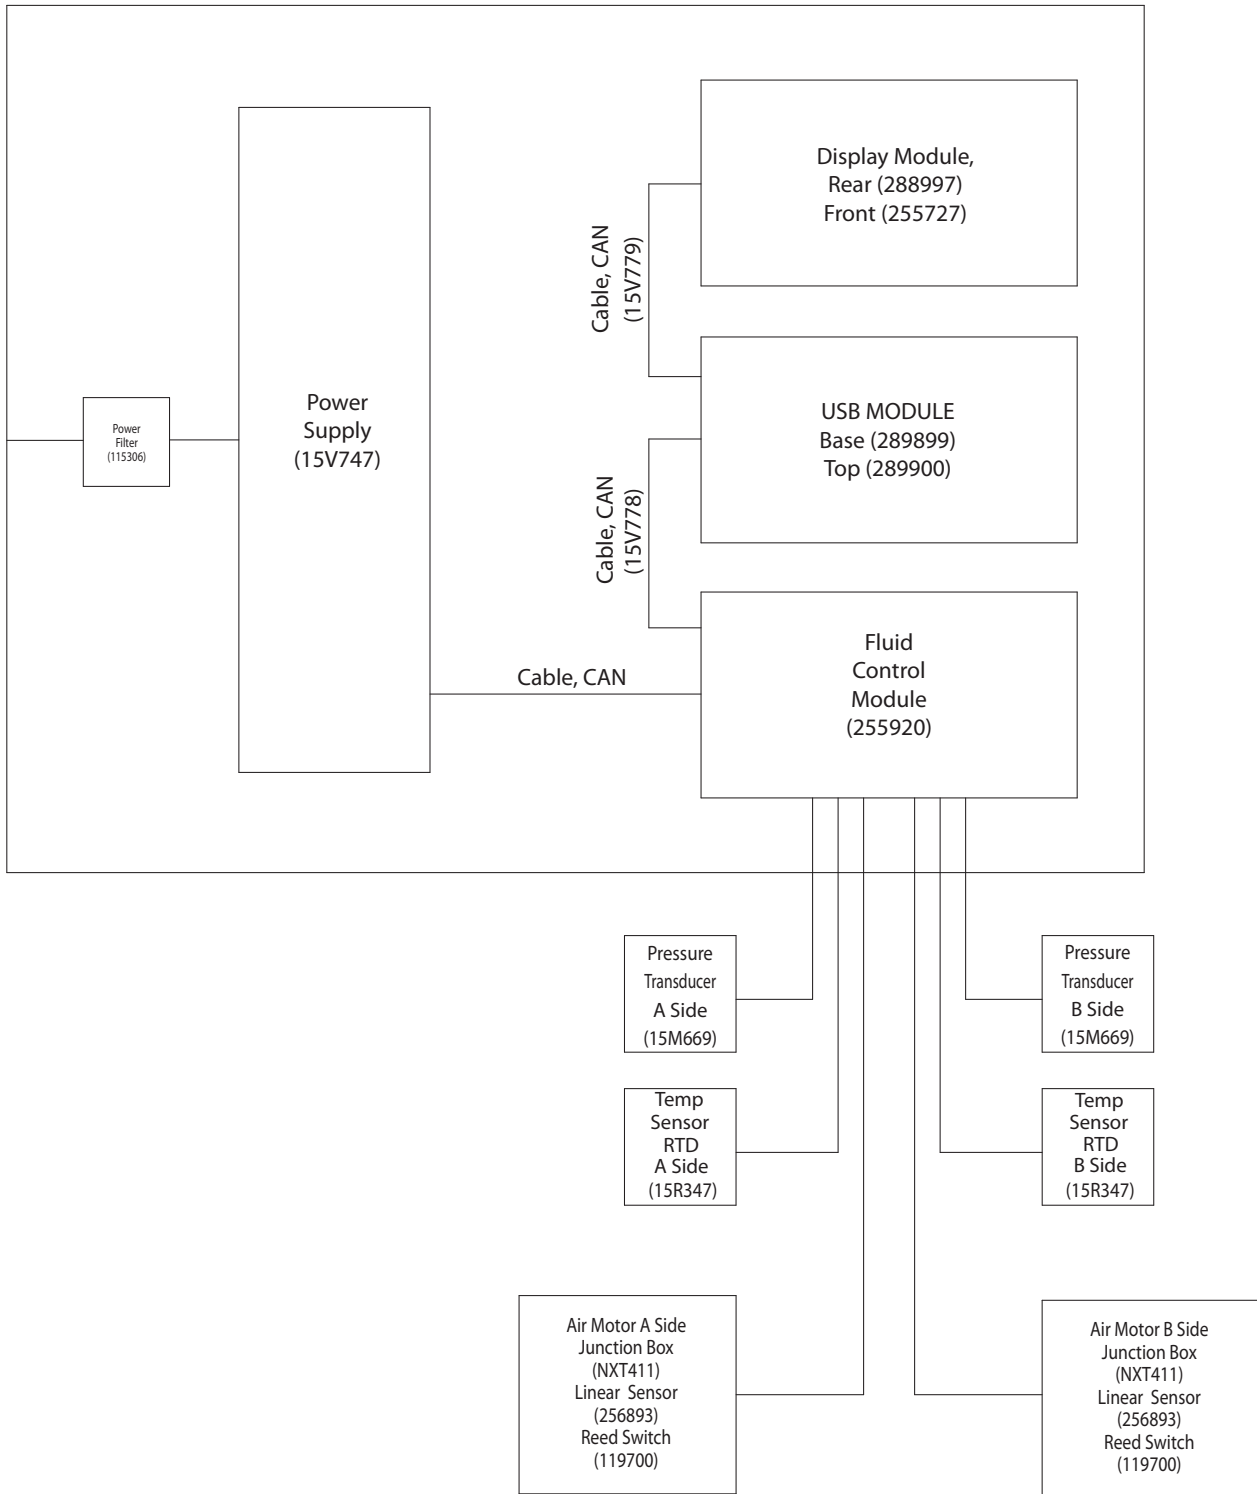 Display Module,
Rear (288997)
Front (255727)
Cable, CAN
(15V779)
Power
Filter
(115306)
Power
Supply
(15V747)
USB MODULE
Base (289899)
Top (289900)
Cable, CAN
(15V778)
Cable, CAN
Fluid
Control
Module
(255920)
Pressure
Transducer
A Side
(15M669)
Pressure
Transducer
B Side
(15M669)
Temp
Sensor
RTD
A Side
(15R347)
Temp
Sensor
RTD
B Side
(15R347)
Air Motor A Side
Junction Box
(NXT411)
Linear Sensor
(256893)
Reed Switch
(119700)
Air Motor B Side
Junction Box
(NXT411)
Linear Sensor
(256893)
Reed Switch
(119700)